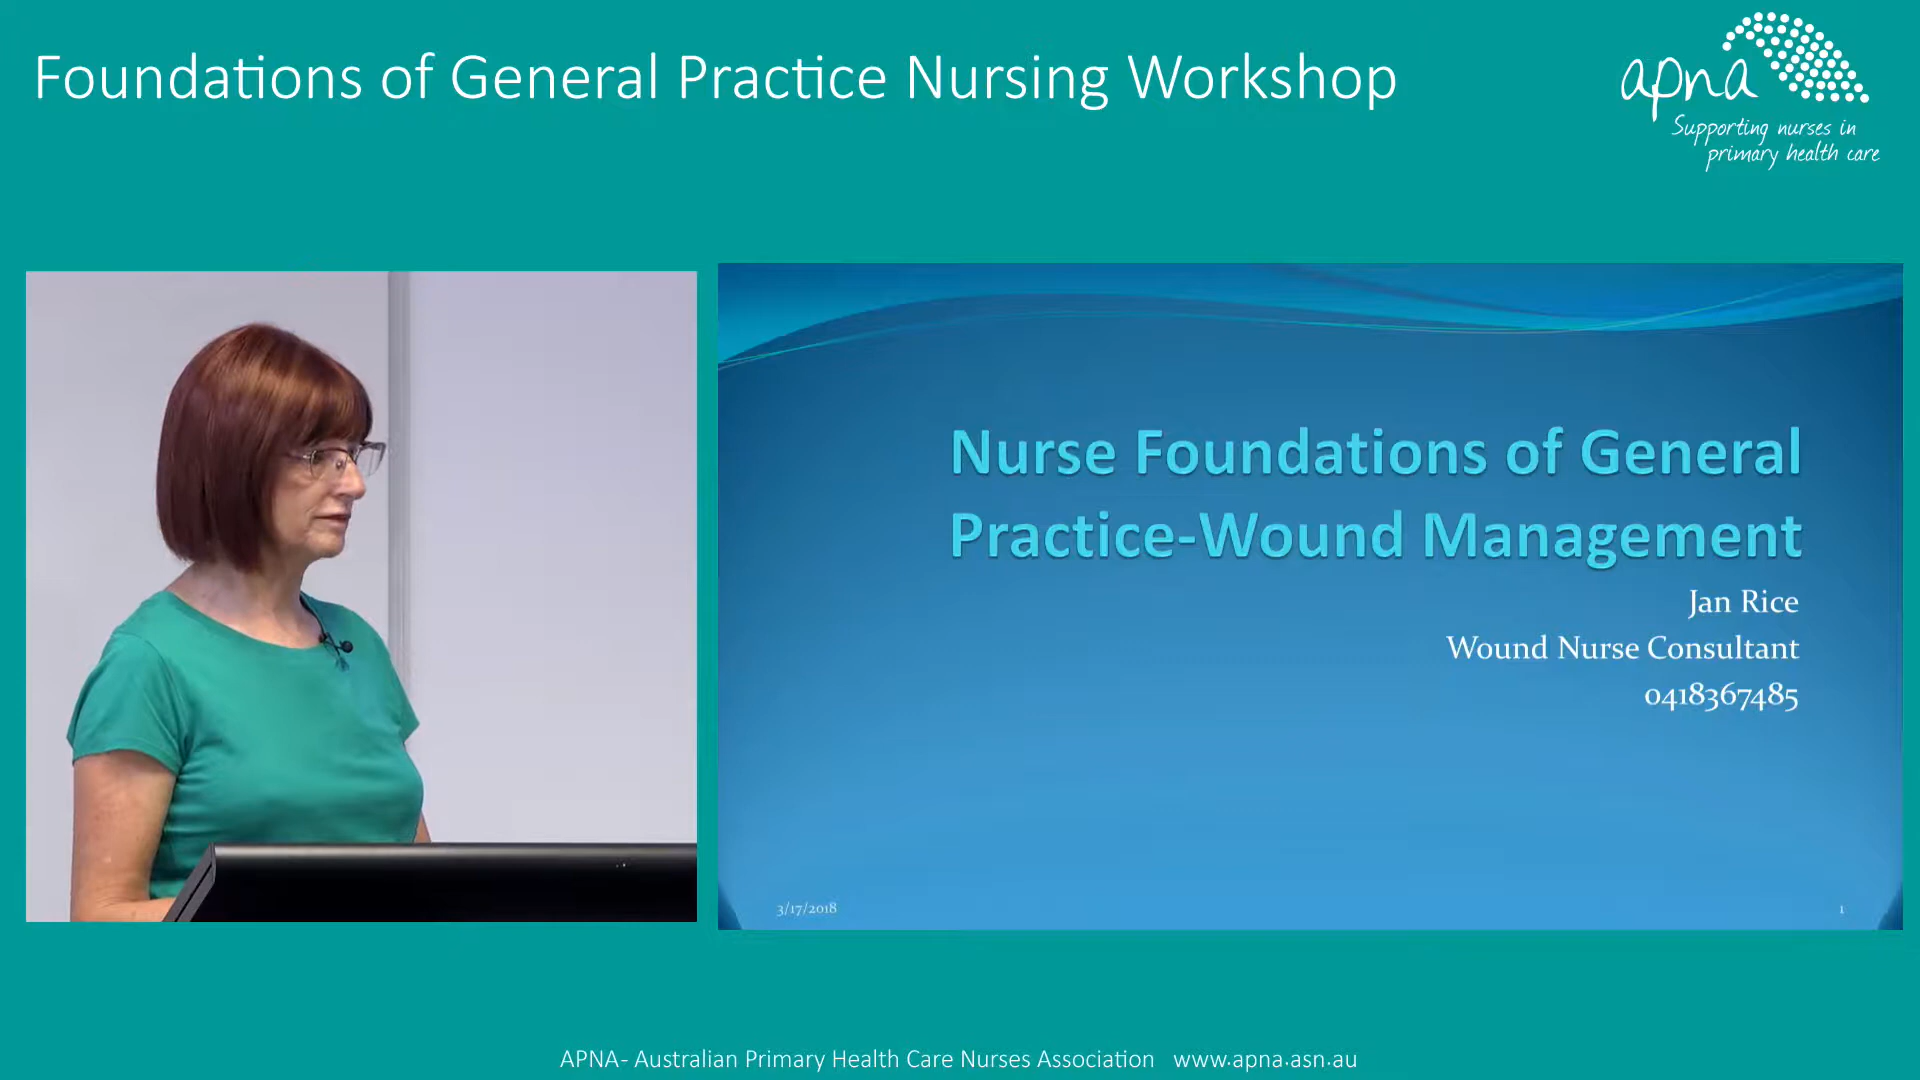 Foundations of General Practice Nursing Workshop
apna
Supporting nurses in
primary health care
Nurse Foundations of General
Practice-Wound Management
Jan Rice
Wound Nurse Consultant
0418367485
3/17/2018
1
APNA- Australian Primary Health Care Nurses Association www.apna.asn.au